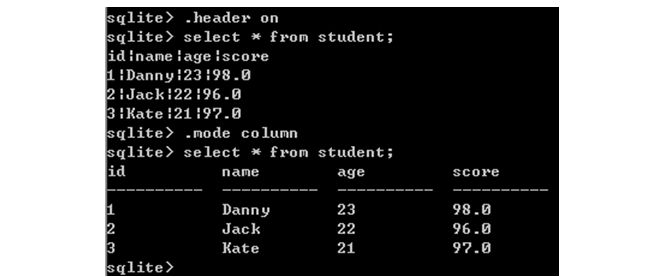 sqlite> .header on
sqlite> select * from student;
id|name|age|score
1|Danny|23|98.0
2|Jack|22|96.0
3|Kate|21|97.0
sqlite> .mode column
sqlite> select * from student;
id          name        age         score
----------  ----------  ----------  ----------
1           Danny       23          98.0
2           Jack        22          96.0
3           Kate        21          97.0
sqlite>